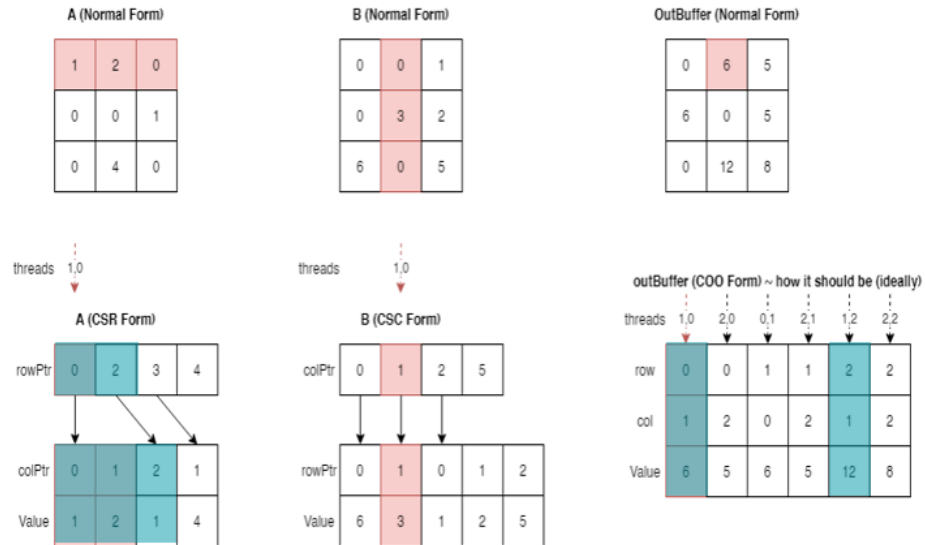 A (Normal Form) B (Normal Form) OutBuffer (Normal Form)
1 2 0 0 0 1 0 6 5
0 0 1 0 3 2 6 0 5
0 4 0 6 0 5 0 12 8
threads 1,0 threads 1,0
outBuffer (COO Form) ~ how it should be (ideally)
A (CSR Form) B (CSC Form) threads 1,0 2,0 0,1 2,1 1,2 2,2
rowPtr 0 2 3 4 colPtr 0 1 2 5 row 0 0 1 1 2 2
col 1 2 0 2 1 2
colPtr 0 1 2 1 rowPtr 0 1 0 1 2 Value 6 5 6 5 12 8
Value 1 2 1 4 Value 6 3 1 2 5